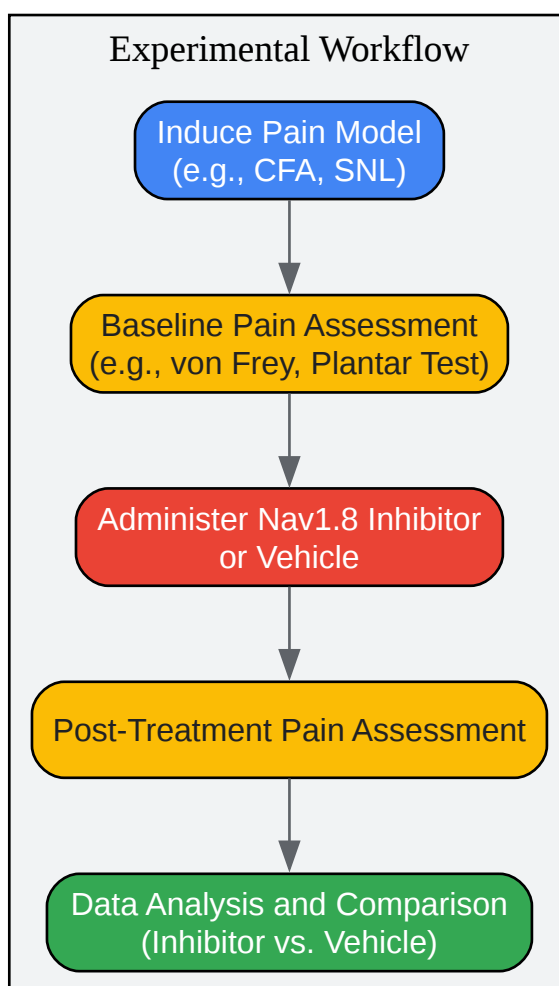 Experimental Workflow
Induce Pain Model
(e.g., CFA, SNL)
Baseline Pain Assessment
(e.g., von Frey, Plantar Test)
Administer Nav1.8 Inhibitor
or Vehicle
Post-Treatment Pain Assessment
Data Analysis and Comparison
(Inhibitor vs. Vehicle)